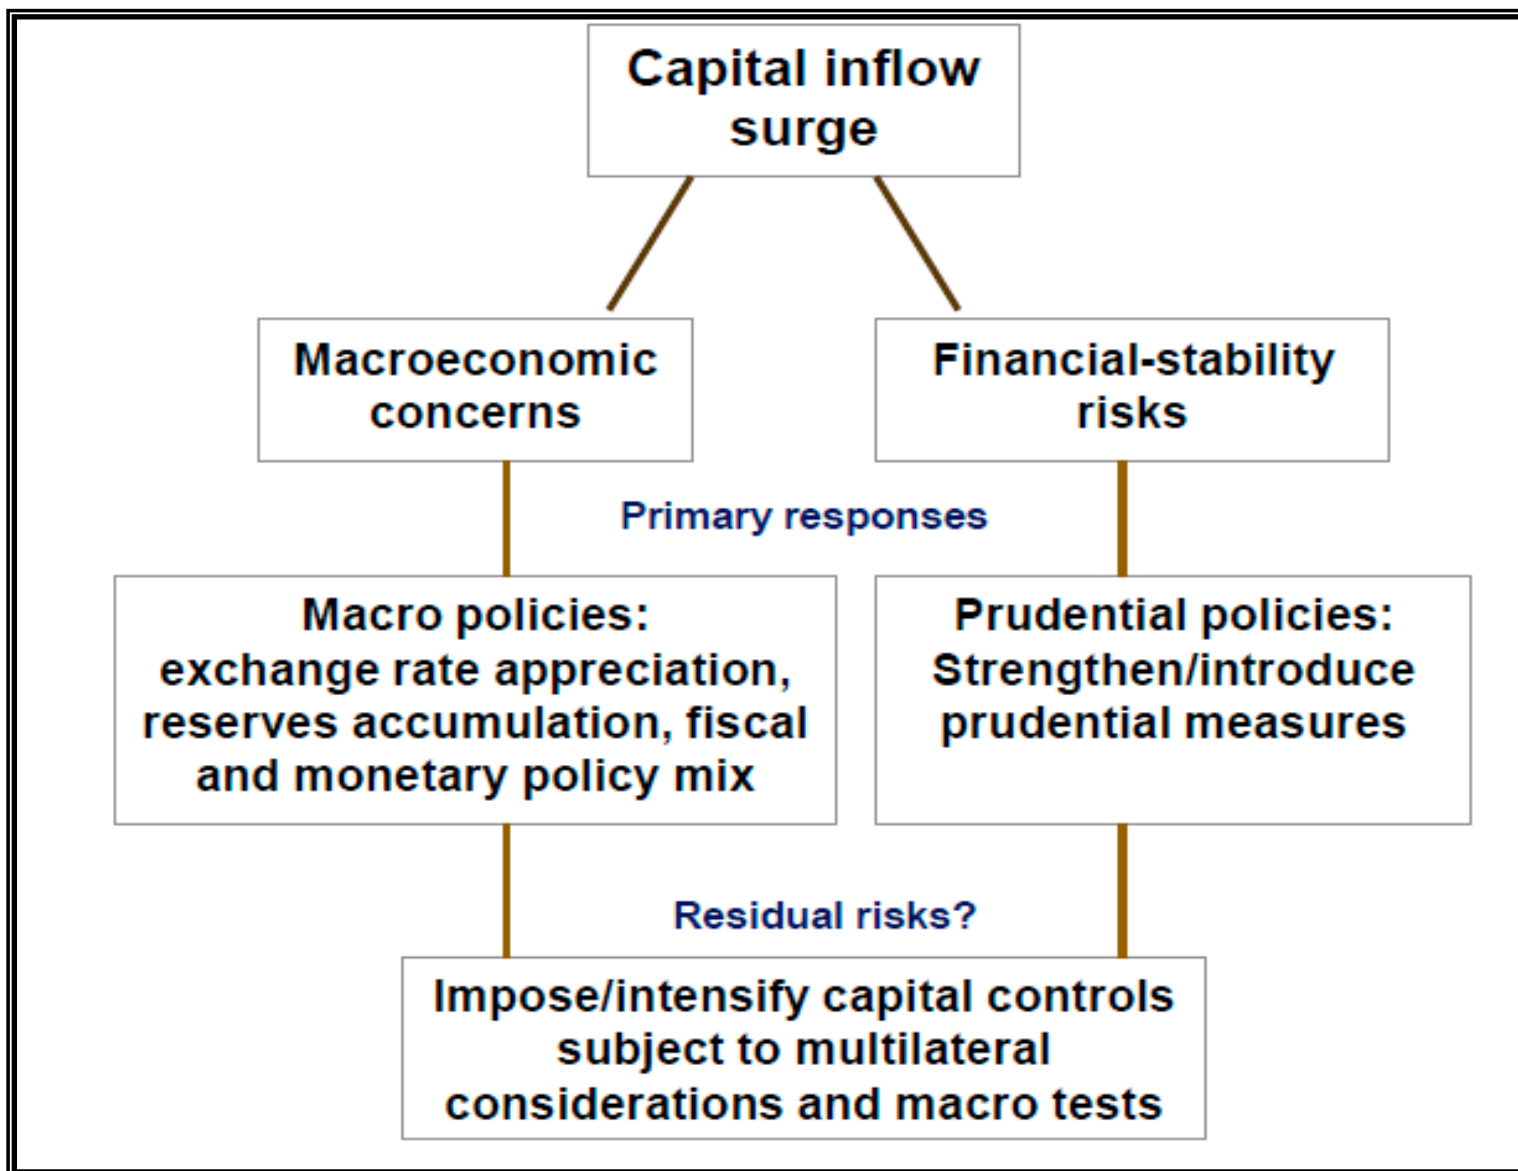 Capital inflow
surge
Macroeconomic
concerns
Financial-stability
risks
Primary responses
Macro policies:
exchange rate appreciation,
reserves accumulation, fiscal
and monetary policy mix
Prudential policies:
Strengthen/introduce
prudential measures
Residual risks?
Impose/intensify capital controls
subject to multilateral
considerations and macro tests